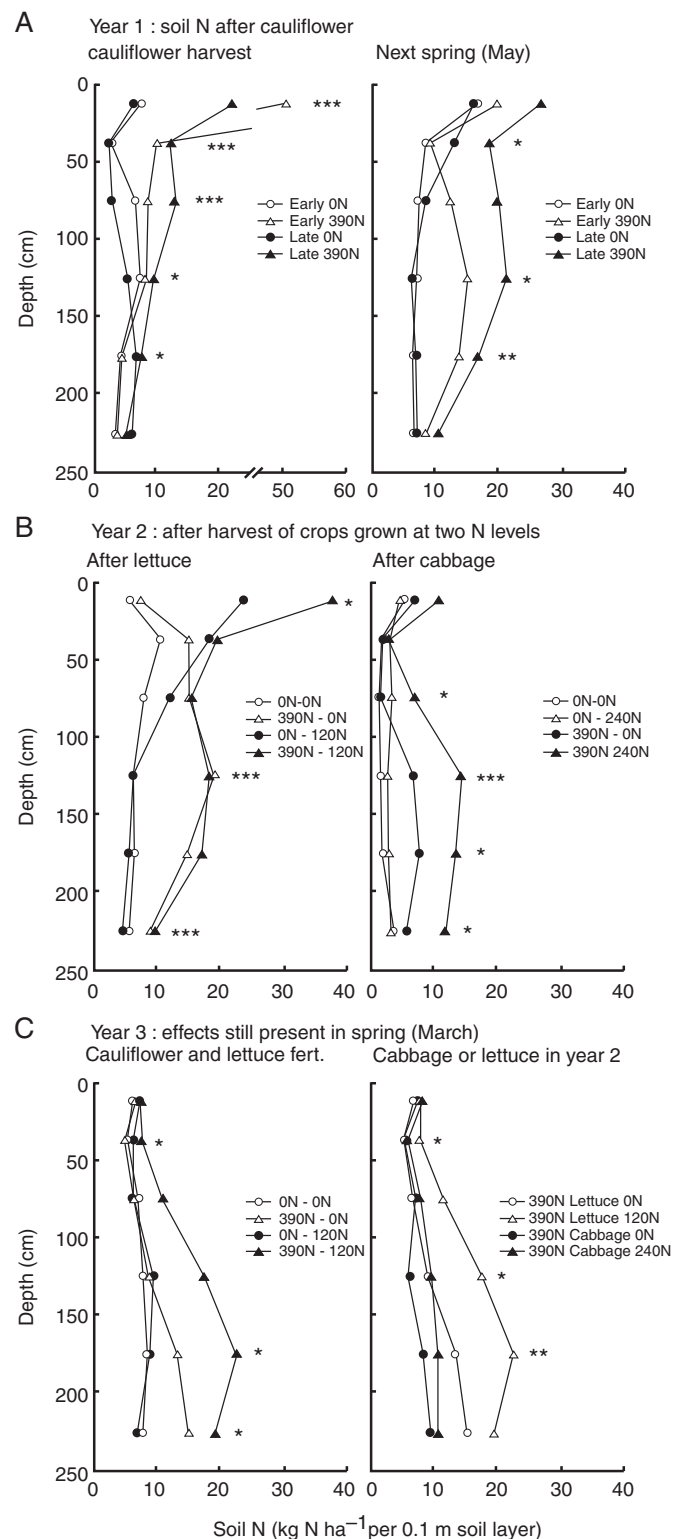 A
Year 1 : soil N after cauliflower
cauliflower harvest
Next spring (May)
0
50
100
150
200
250
Depth (cm)
***
***
***
*
*
Early 0N
Early 390N
Late 0N
Late 390N
0 10 20 50 60
*
*
**
Early 0N
Early 390N
Late 0N
Late 390N
0 10 20 30 40
B
Year 2 : after harvest of crops grown at two N levels
After lettuce
After cabbage
0
50
100
150
200
250
Depth (cm)
*
***
***
0N-0N
390N - 0N
0N - 120N
390N - 120N
0 10 20 30 40
*
***
*
*
0N-0N
0N - 240N
390N - 0N
390N 240N
0 10 20 30 40
C
Year 3 : effects still present in spring (March)
Cauliflower and lettuce fert.
Cabbage or lettuce in year 2
0
50
100
150
200
250
Depth (cm)
*
*
*
0N - 0N
390N - 0N
0N - 120N
390N - 120N
0 10 20 30 40
*
*
**
390N Lettuce 0N
390N Lettuce 120N
390N Cabbage 0N
390N Cabbage 240N
0 10 20 30 40
Soil N (kg N ha⁻¹ per 0.1 m soil layer)